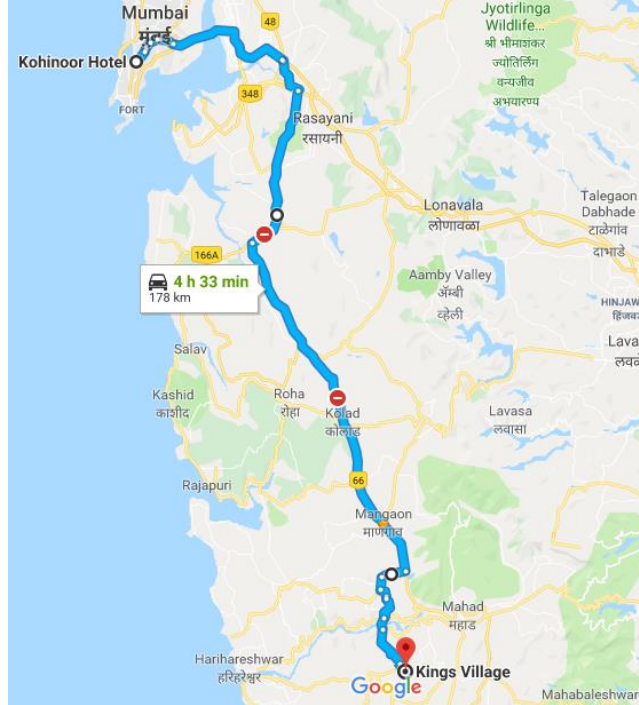 Mumbai
मुंबई
Kohinoor Hotel
FORT
48
348
Rasayani
रसायनी
Jyotirlinga
Wildlife...
श्री भीमाशंकर
ज्योतिर्लिंग
वन्यजीव
अभयारण्य
Lonavala
लोणावळा
Talegaon
Dabhade
टाळेगांव
दाभाडे
166A
4 h 33 min
178 km
Aamby Valley
ॲम्बी
व्हेली
HINJAW
हिंजव
Lava
लवळे
Salav
Kashid
काशीद
Roha
रोहा
Kolad
कोलाड
Lavasa
लवासा
Rajapuri
66
Mangaon
माणगाव
Mahad
महाड
Harihareshwar
हरिहरेश्वर
Kings Village
Google
Mahabaleshwar